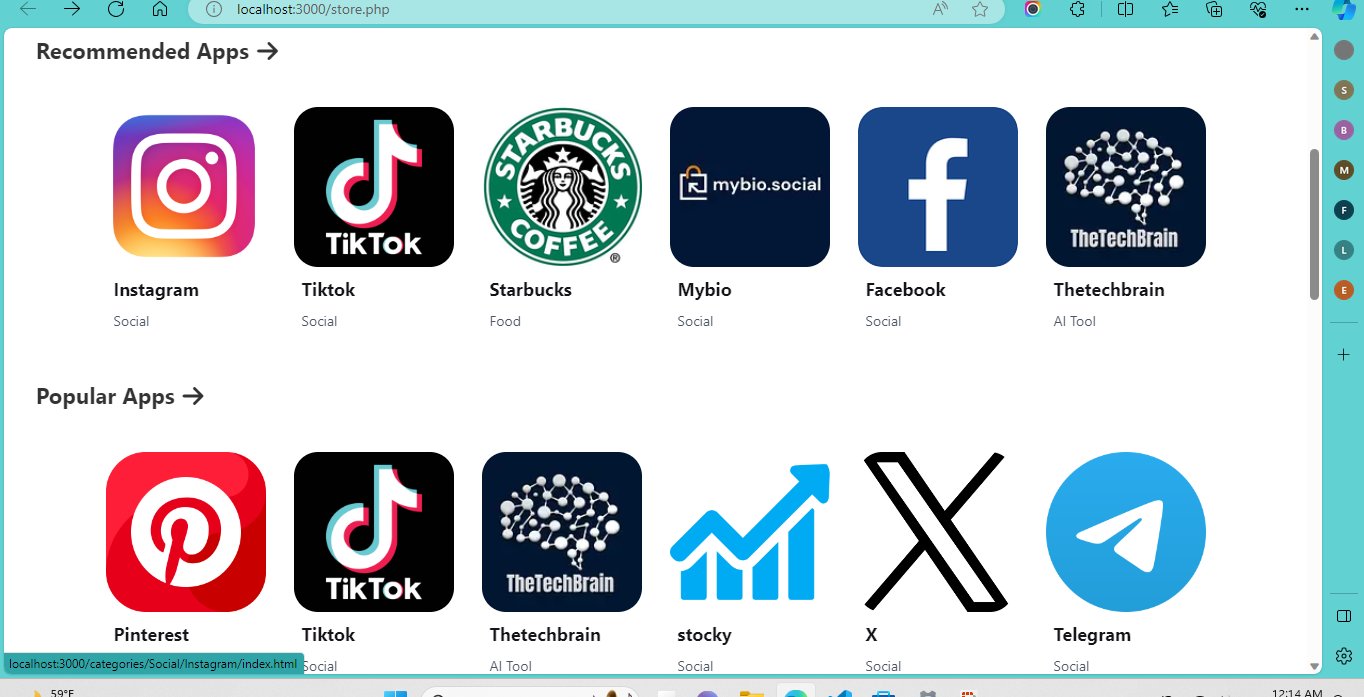 localhost:3000/store.php
Recommended Apps →
TikTok
STARBUCKS
COFFEE
®
mybio.social
TheTechBrain
Instagram
Tiktok
Starbucks
Mybio
Facebook
Thetechbrain
Social
Social
Food
Social
Social
AI Tool
Popular Apps →
TikTok
TheTechBrain
Pinterest
Tiktok
Thetechbrain
stocky
X
Telegram
Social
AI Tool
Social
Social
Social
localhost:3000/categories/Social/Instagram/index.html
59°F
12:14 AM
S
B
M
F
L
E